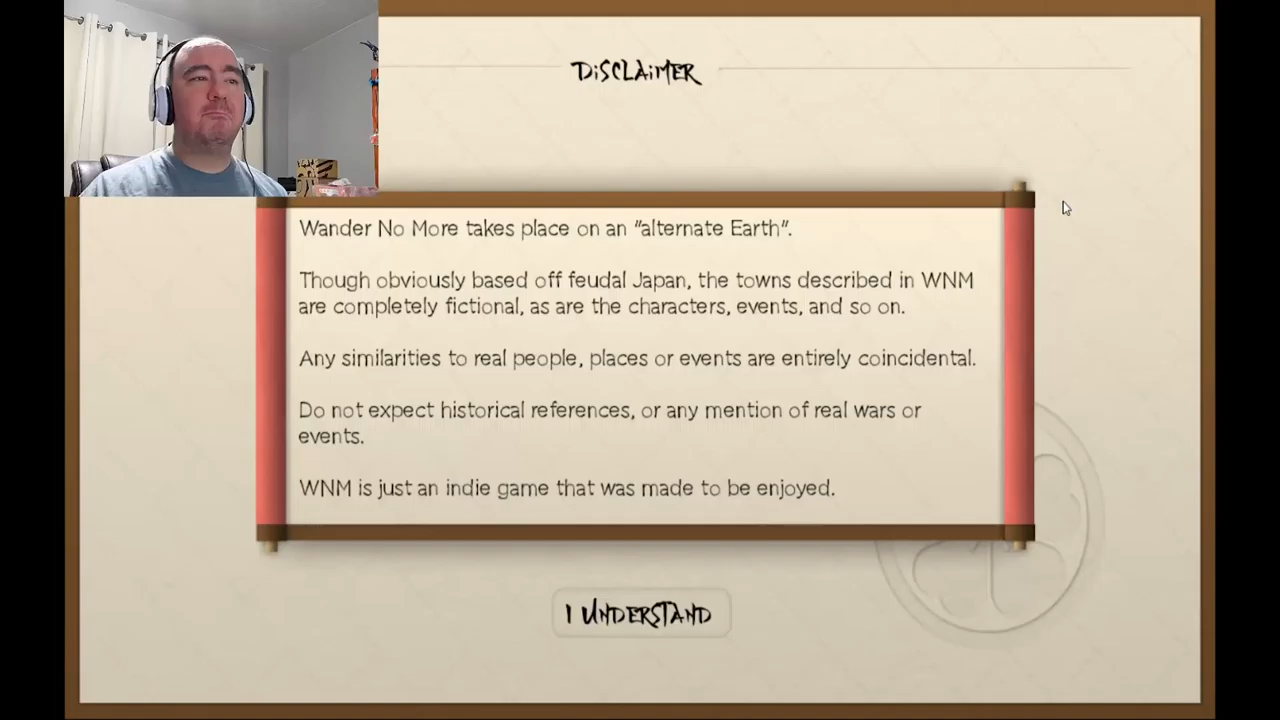 DiSCLAiMER
Wander No More takes place on an "alternate Earth".
Though obviously based off feudal Japan, the towns described in WNM
are completely fictional, as are the characters, events, and so on.
Any similarities to real people, places or events are entirely coincidental.
Do not expect historical references, or any mention of real wars or
events.
WNM is just an indie game that was made to be enjoyed.
I UNDERSTAND